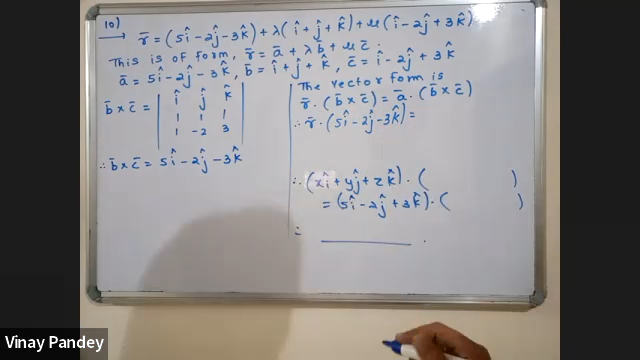 10)
→ r̄ = (5î - 2ĵ - 3k̂) + λ(î + ĵ + k̂) + μ(î - 2ĵ + 3k̂)
This is of form, r̄ = ā + λb̄ + μc̄
ā = 5î - 2ĵ - 3k̂, b̄ = î + ĵ + k̂, c̄ = î - 2ĵ + 3k̂
b̄ × c̄ = | î ĵ k̂ |
| 1 1 1 |
| 1 -2 3 |
∴ b̄ × c̄ = 5î - 2ĵ - 3k̂
The vector form is
r̄ . (b̄ × c̄) = ā . (b̄ × c̄)
∴ r̄ . (5î - 2ĵ - 3k̂) =
∴ (xî + yĵ + zk̂) . ( )
= (5î - 2ĵ + 3k̂) . ( )
∴ ________ .
Vinay Pandey